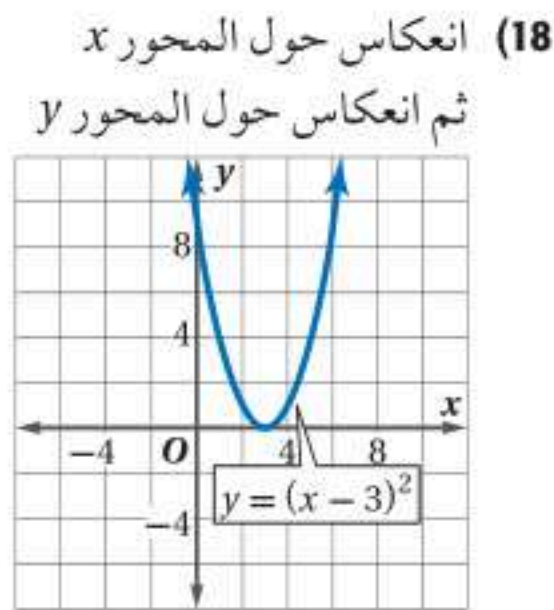 18) انعكاس حول المحور x
ثم انعكاس حول المحور y
y
8
4
x
−4 O 4 8
y = (x − 3)²
−4